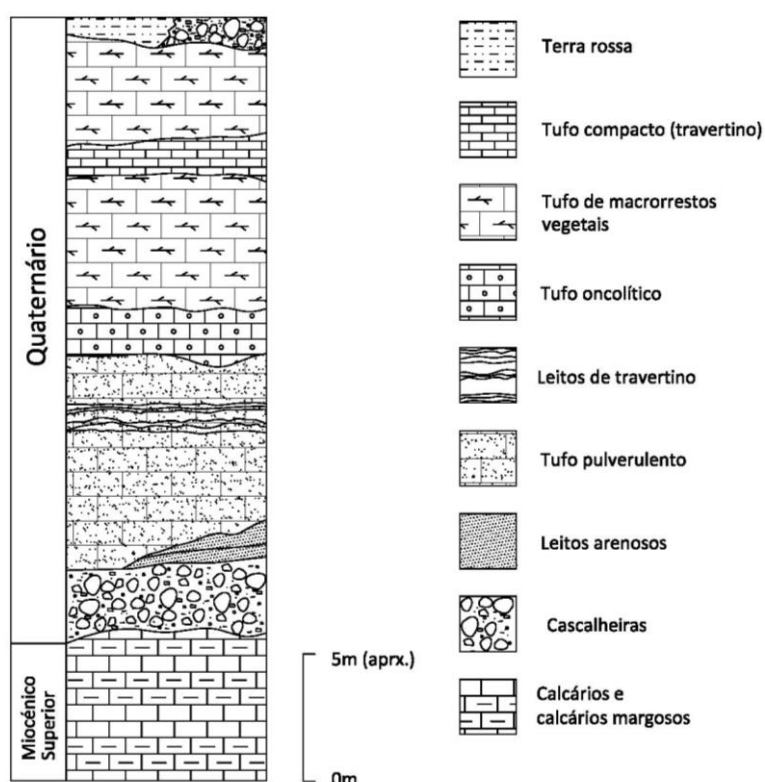 Quaternário
Miocénico
Superior
5m (aprx.)
0m
Terra rossa
Tufo compacto (travertino)
Tufo de macrorrestos
vegetais
Tufo oncolítico
Leitos de travertino
Tufo pulverulento
Leitos arenosos
Cascalheiras
Calcários e
calcários margosos